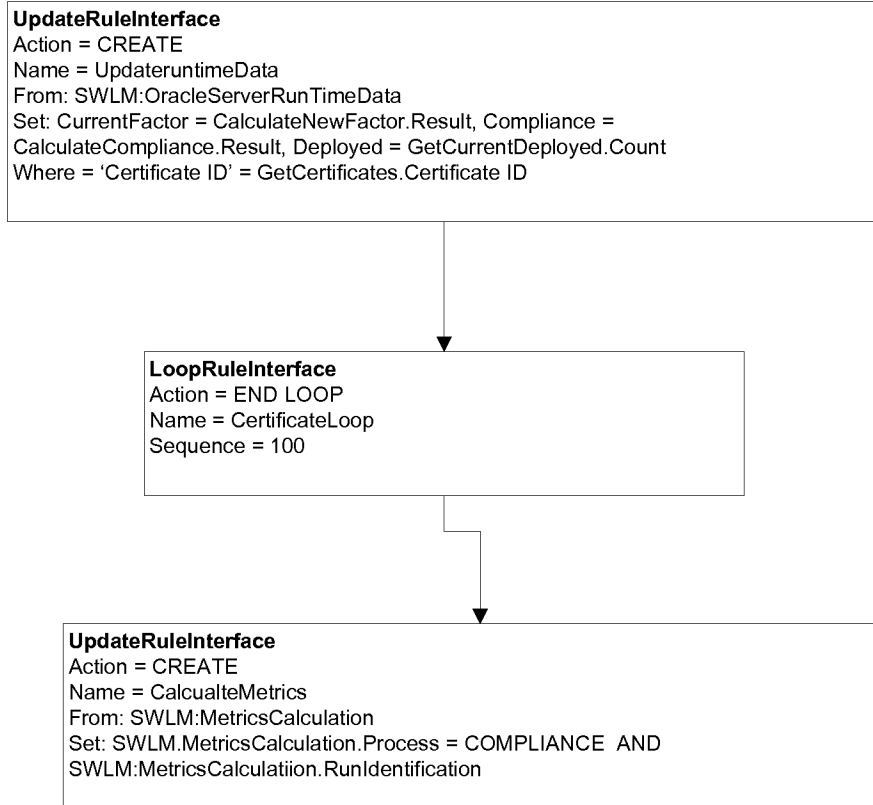 UpdateRuleInterface
Action = CREATE
Name = UpdateruntimeData
From: SWLM:OracleServerRunTimeData
Set: CurrentFactor = CalculateNewFactor.Result, Compliance =
CalculateCompliance.Result, Deployed = GetCurrentDeployed.Count
Where = ‘Certificate ID’ = GetCertificates.Certificate ID
LoopRuleInterface
Action = END LOOP
Name = CertificateLoop
Sequence = 100
UpdateRuleInterface
Action = CREATE
Name = CalcualteMetrics
From: SWLM:MetricsCalculation
Set: SWLM.MetricsCalculation.Process = COMPLIANCE  AND
SWLM:MetricsCalculatiion.RunIdentification